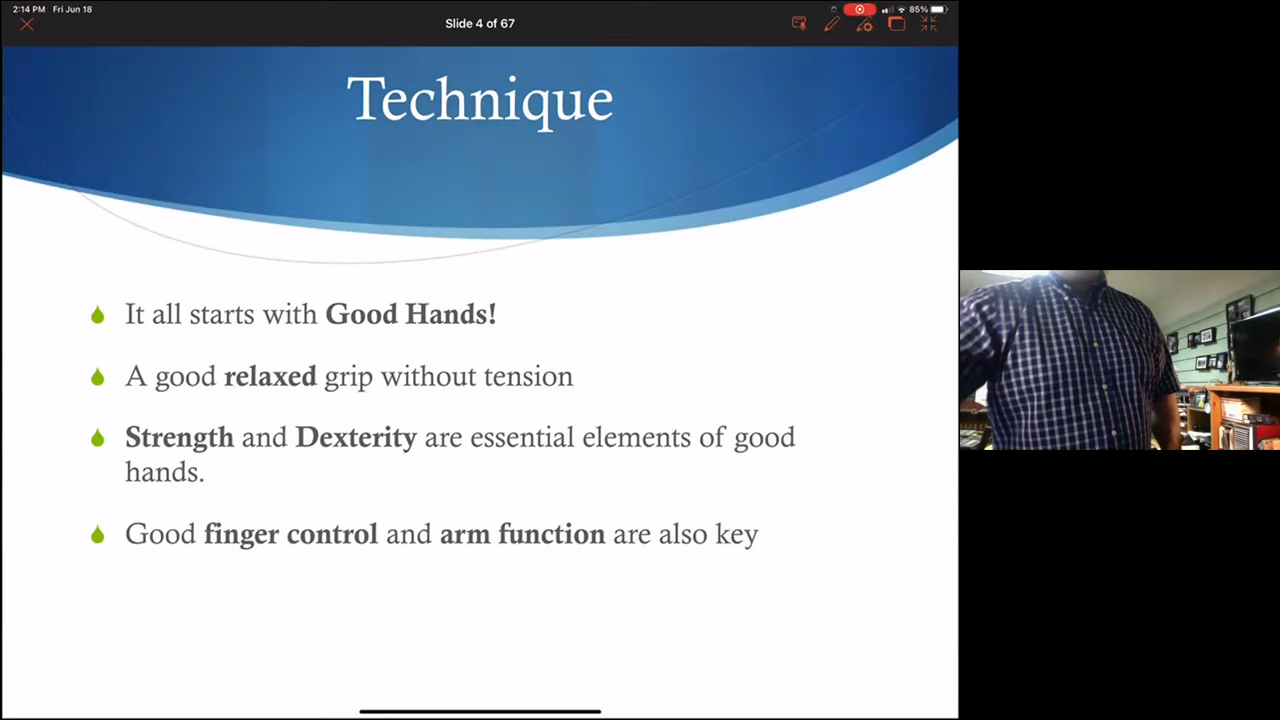 2:14 PM Fri Jun 18
85%
Slide 4 of 67
Technique
It all starts with Good Hands!
A good relaxed grip without tension
Strength and Dexterity are essential elements of good
hands.
Good finger control and arm function are also key